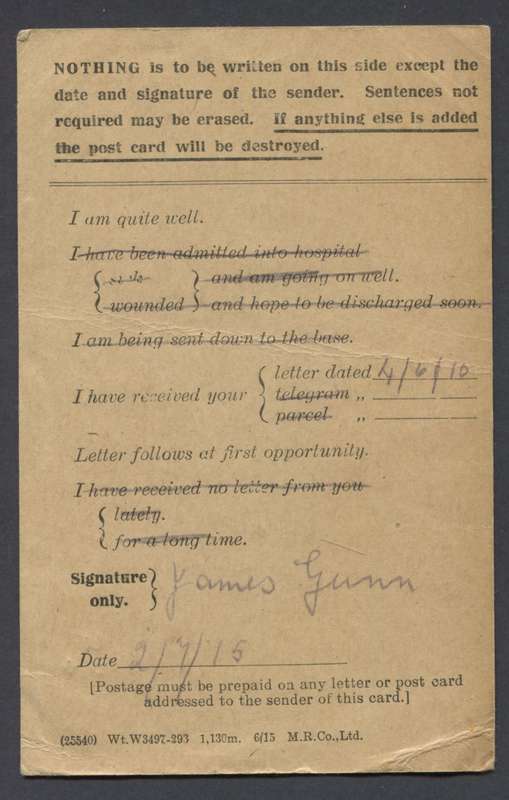 NOTHING is to be written on this side except the
date and signature of the sender. Sentences not
required may be erased. If anything else is added
the post card will be destroyed.
I am quite well.
I have been admitted into hospital
{ sick } and am going on well.
{ wounded } and hope to be discharged soon.
I am being sent down to the base.
I have received your { letter dated 4/6/15
telegram „
parcel „
Letter follows at first opportunity.
I have received no letter from you
{ lately.
{ for a long time.
Signature only. } James Gunn
Date 2/7/15
[Postage must be prepaid on any letter or post card
addressed to the sender of this card.]
(25540) Wt.W3497-293 1,130m. 6/15 M.R.Co.,Ltd.